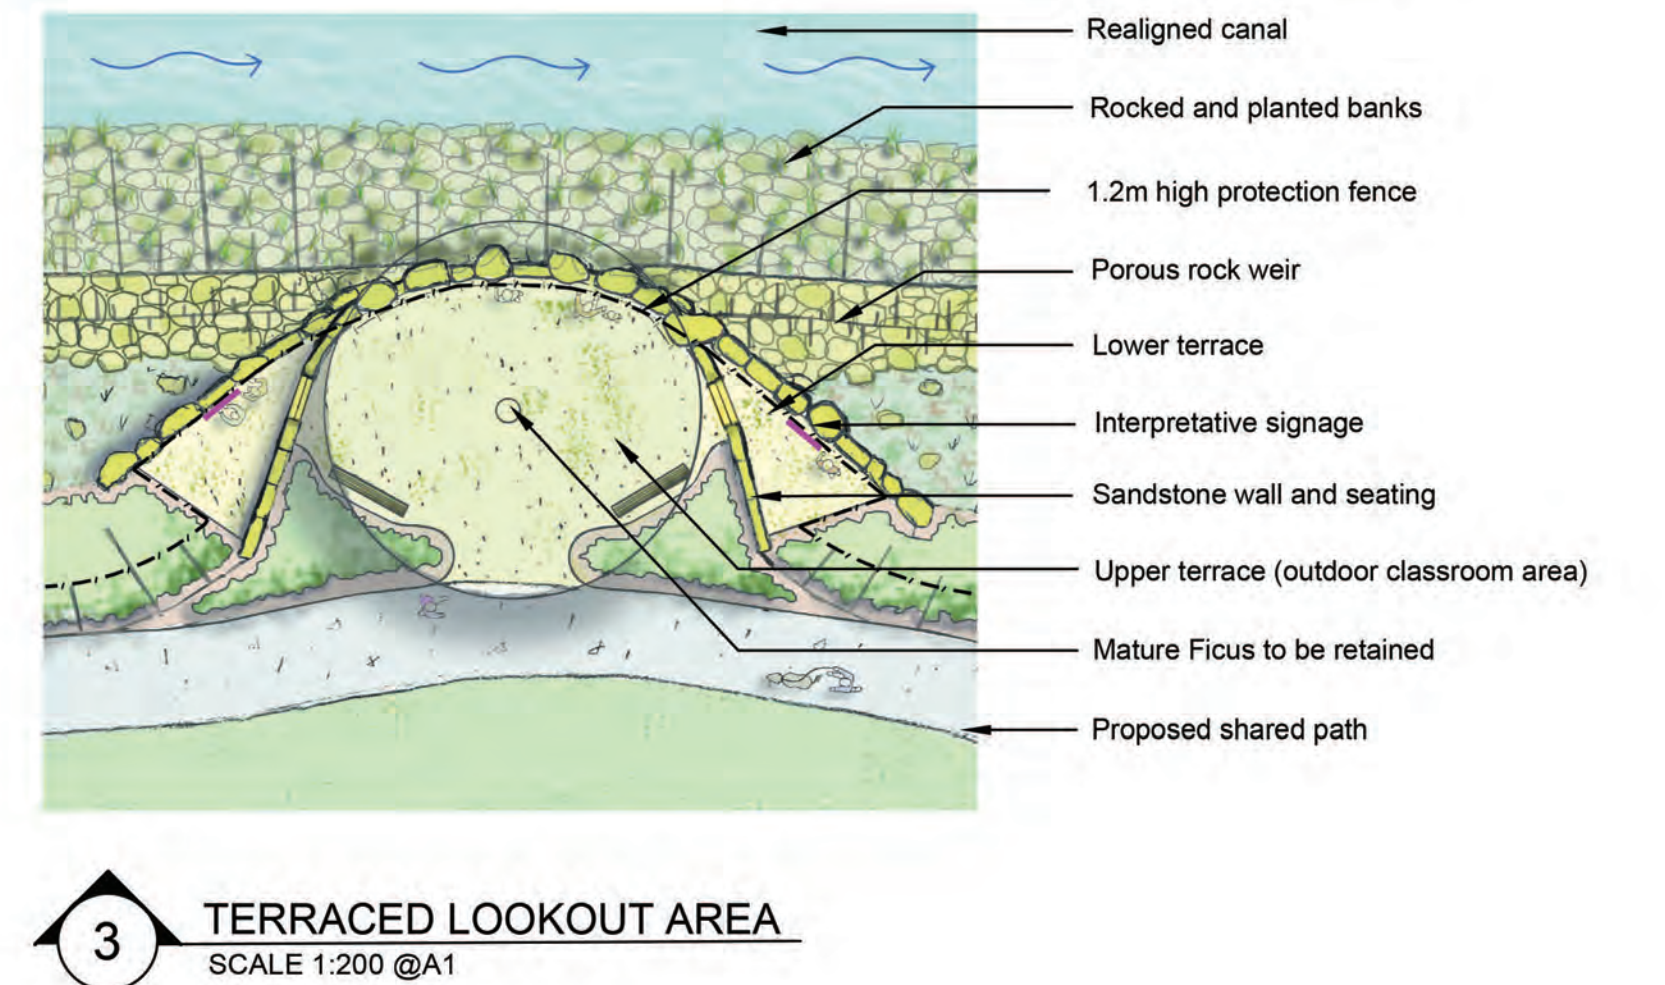 Realigned canal
Rocked and planted banks
1.2m high protection fence
Porous rock weir
Lower terrace
Interpretative signage
Sandstone wall and seating
Upper terrace (outdoor classroom area)
Mature Ficus to be retained
Proposed shared path
3
TERRACED LOOKOUT AREA
SCALE 1:200 @A1